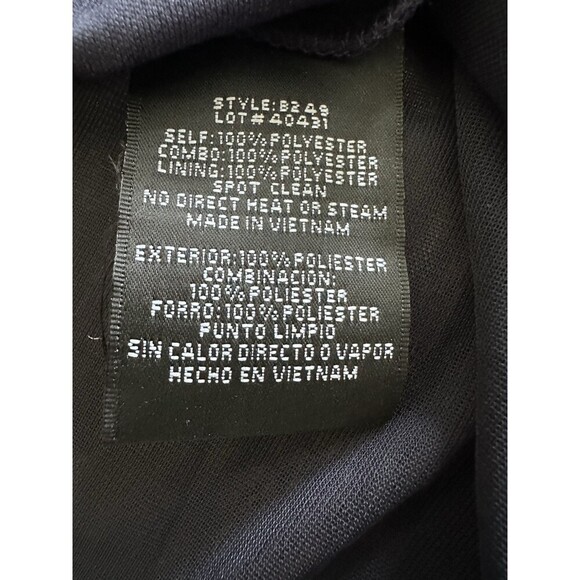 STYLE:B249
LOT#40431
SELF:100%POLYESTER
COMBO:100%POLYESTER
LINING:100%POLYESTER
SPOT CLEAN
NO DIRECT HEAT OR STEAM
MADE IN VIETNAM
EXTERIOR:100%POLIESTER
COMBINACION:
100%POLIESTER
FORRO:100%POLIESTER
PUNTO LIMPIO
SIN CALOR DIRECTO O VAPOR
HECHO EN VIETNAM